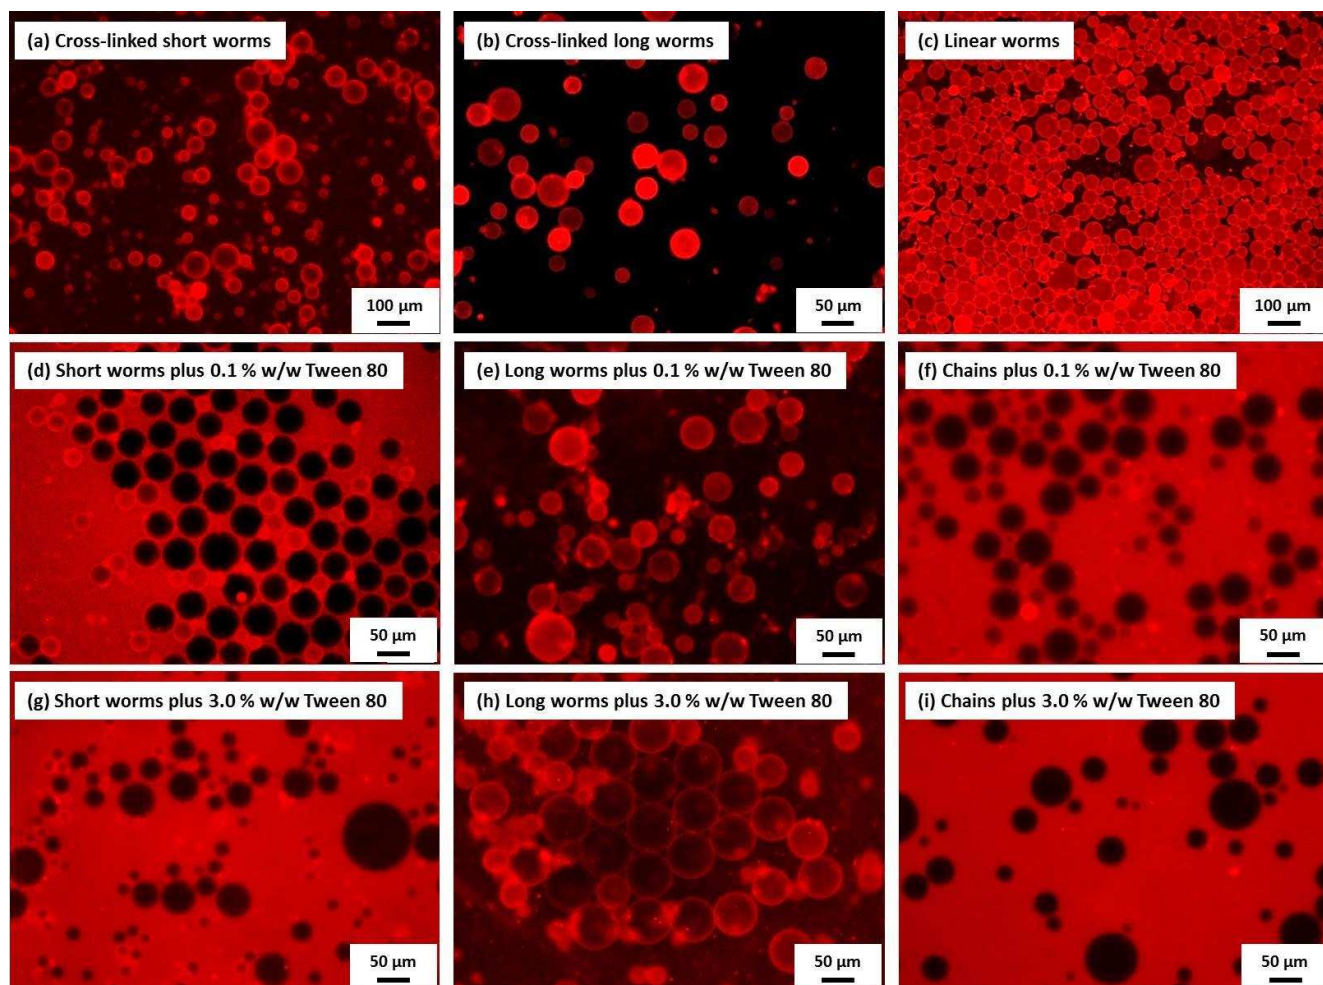 (a) Cross-linked short worms
(b) Cross-linked long worms
(c) Linear worms
100 µm
50 µm
100 µm
(d) Short worms plus 0.1 % w/w Tween 80
(e) Long worms plus 0.1 % w/w Tween 80
(f) Chains plus 0.1 % w/w Tween 80
50 µm
50 µm
50 µm
(g) Short worms plus 3.0 % w/w Tween 80
(h) Long worms plus 3.0 % w/w Tween 80
(i) Chains plus 3.0 % w/w Tween 80
50 µm
50 µm
50 µm